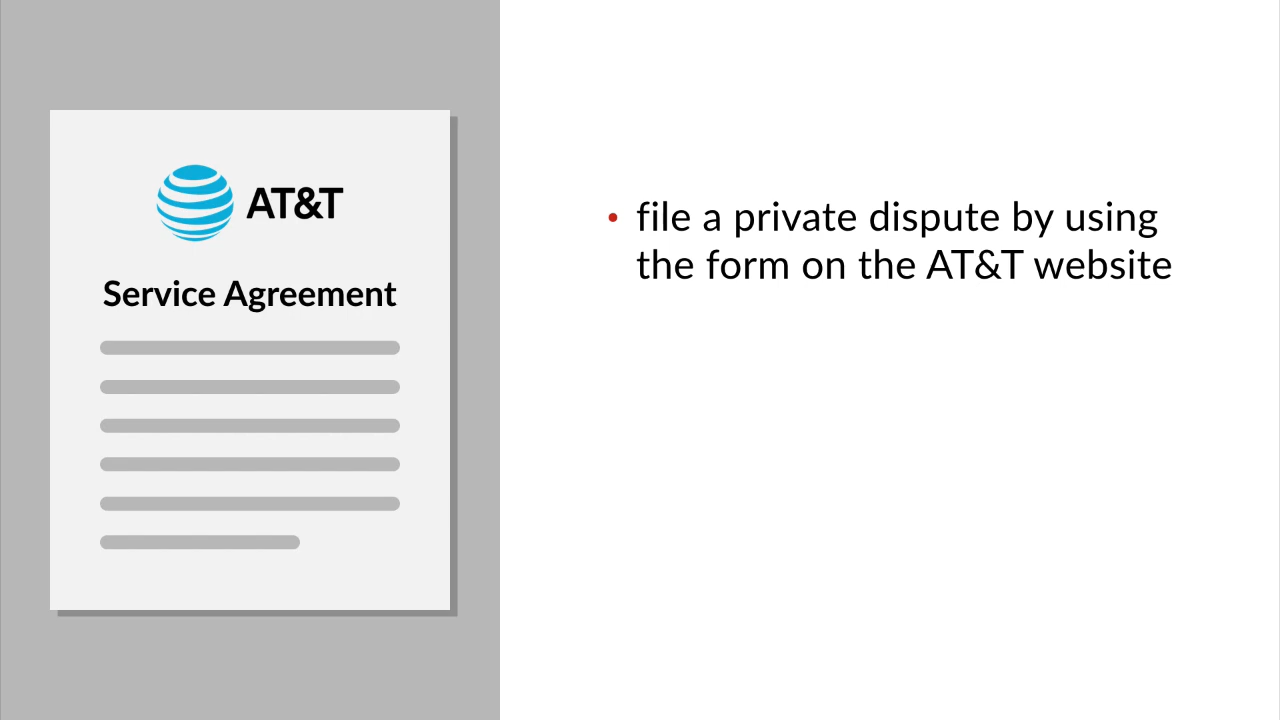 AT&T
Service Agreement
• file a private dispute by using
the form on the AT&T website